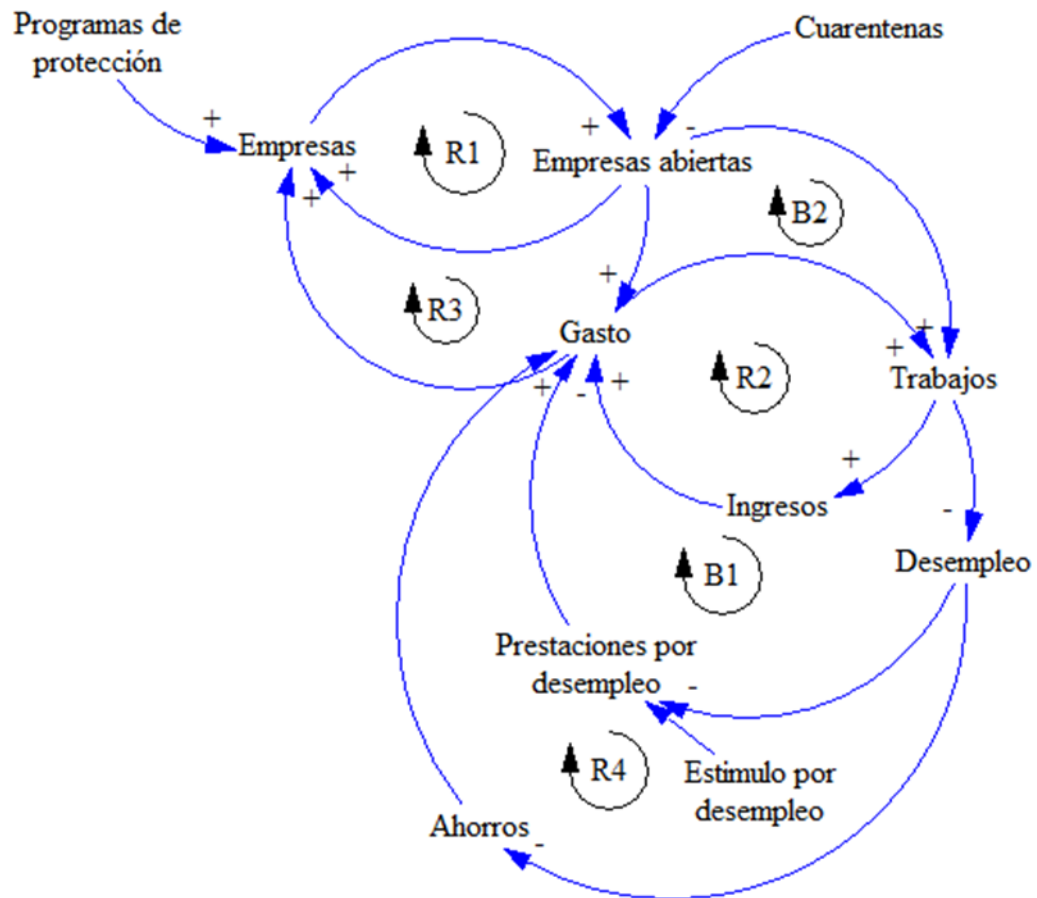 Programas de
protección
Cuarentenas
+
Empresas
+
+
R1
+
-
Empresas abiertas
B2
+
R3
Gasto
+
+
R2
Trabajos
+
-
+
+
Ingresos
-
B1
Desempleo
Prestaciones por
desempleo
-
R4
Estimulo por
desempleo
Ahorros
-